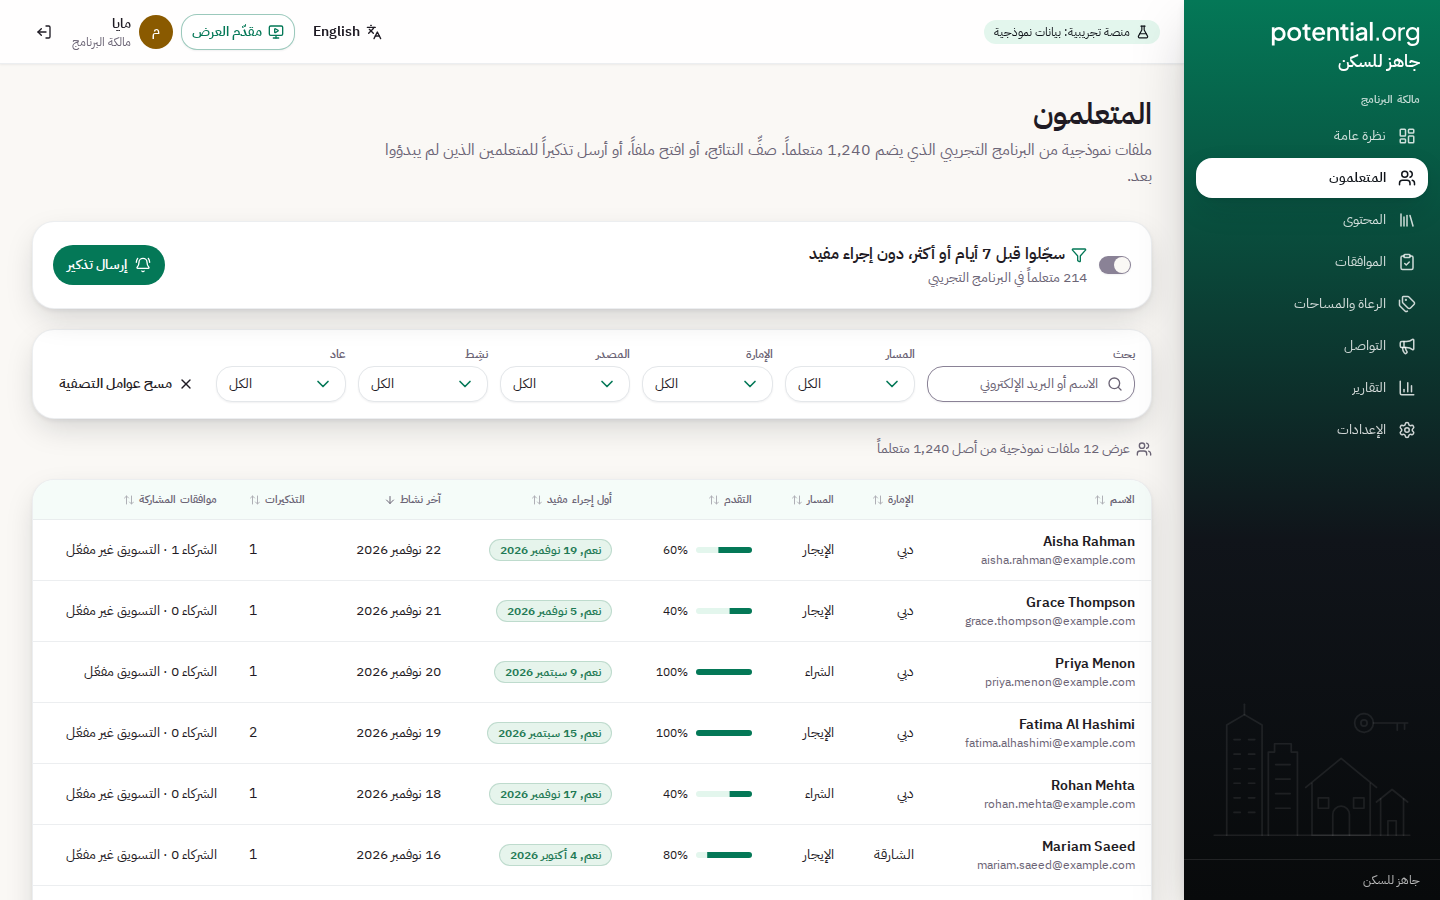 potential.org
جاهز للسكن
مالكة البرنامج
نظرة عامة
المتعلمون
المحتوى
الموافقات
الرعاة والمساحات
التواصل
التقارير
الإعدادات
جاهز للسكن
منصة تجريبية: بيانات نموذجية
English
مقدّم العرض
م
مايا
مالكة البرنامج
المتعلمون
ملفات نموذجية من البرنامج التجريبي الذي يضم 1,240 متعلماً. صفِّ النتائج، أو افتح ملفاً، أو أرسل تذكيراً للمتعلمين الذين لم يبدؤوا
بعد.
سجّلوا قبل 7 أيام أو أكثر، دون إجراء مفيد
214 متعلماً في البرنامج التجريبي
إرسال تذكير
بحث المسار الإمارة المصدر نشِط عاد
الاسم أو البريد الإلكتروني الكل الكل الكل الكل الكل مسح عوامل التصفية
عرض 12 ملفات نموذجية من أصل 1,240 متعلماً
الاسم الإمارة المسار التقدم أول إجراء مفيد آخر نشاط التذكيرات موافقات المشاركة
Aisha Rahman
aisha.rahman@example.com
دبي الإيجار 60% نعم, 19 نوفمبر 2026 22 نوفمبر 2026 1 الشركاء 1 · التسويق غير مفعّل
Grace Thompson
grace.thompson@example.com
دبي الإيجار 40% نعم, 5 نوفمبر 2026 21 نوفمبر 2026 1 الشركاء 0 · التسويق غير مفعّل
Priya Menon
priya.menon@example.com
دبي الشراء 100% نعم, 9 سبتمبر 2026 20 نوفمبر 2026 1 الشركاء 0 · التسويق مفعّل
Fatima Al Hashimi
fatima.alhashimi@example.com
دبي الإيجار 100% نعم, 15 سبتمبر 2026 19 نوفمبر 2026 2 الشركاء 0 · التسويق غير مفعّل
Rohan Mehta
rohan.mehta@example.com
دبي الشراء 40% نعم, 17 نوفمبر 2026 18 نوفمبر 2026 1 الشركاء 0 · التسويق غير مفعّل
Mariam Saeed
mariam.saeed@example.com
الشارقة الإيجار 80% نعم, 4 أكتوبر 2026 16 نوفمبر 2026 1 الشركاء 0 · التسويق غير مفعّل